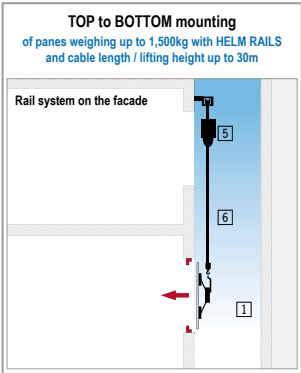 TOP to BOTTOM mounting
of panes weighing up to 1,500kg with HELM RAILS
and cable length / lifting height up to 30m
Rail system on the facade
5
6
1